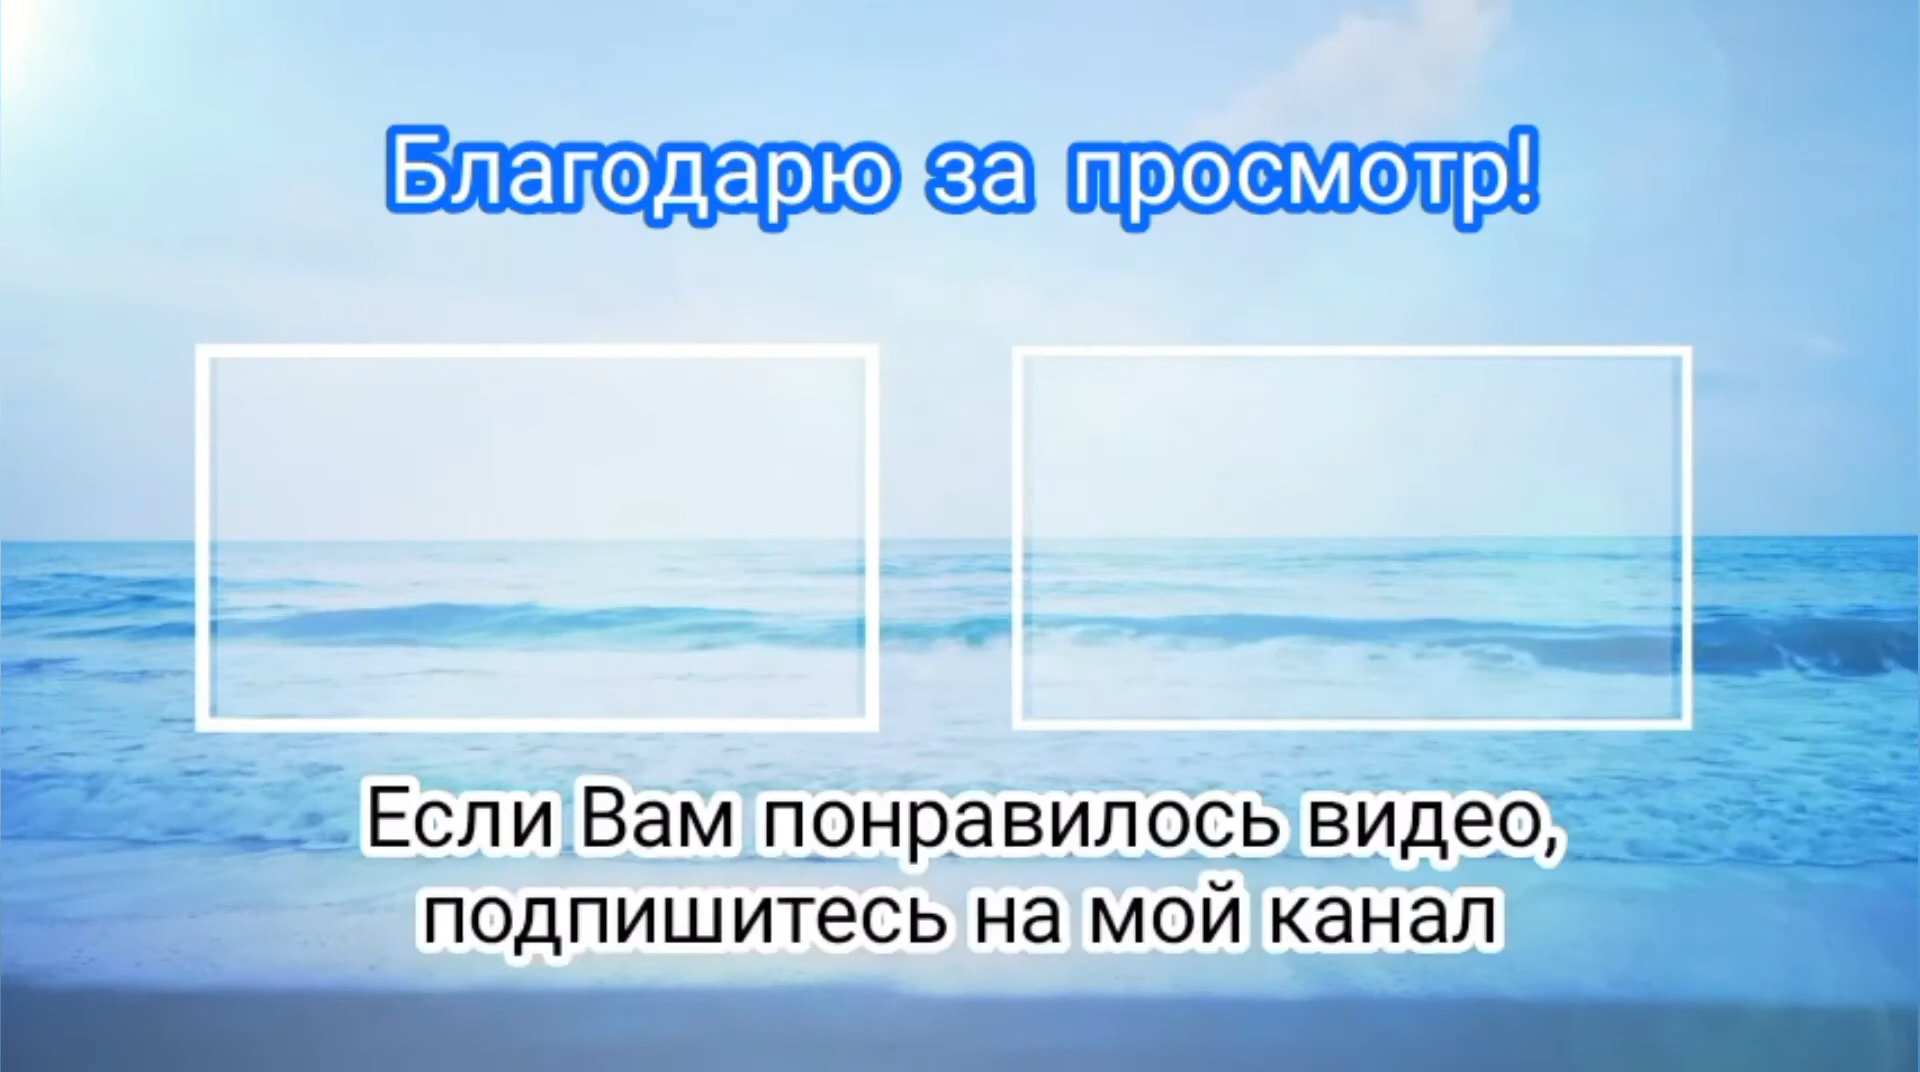 Благодарю за просмотр!
Если Вам понравилось видео,
подпишитесь на мой канал